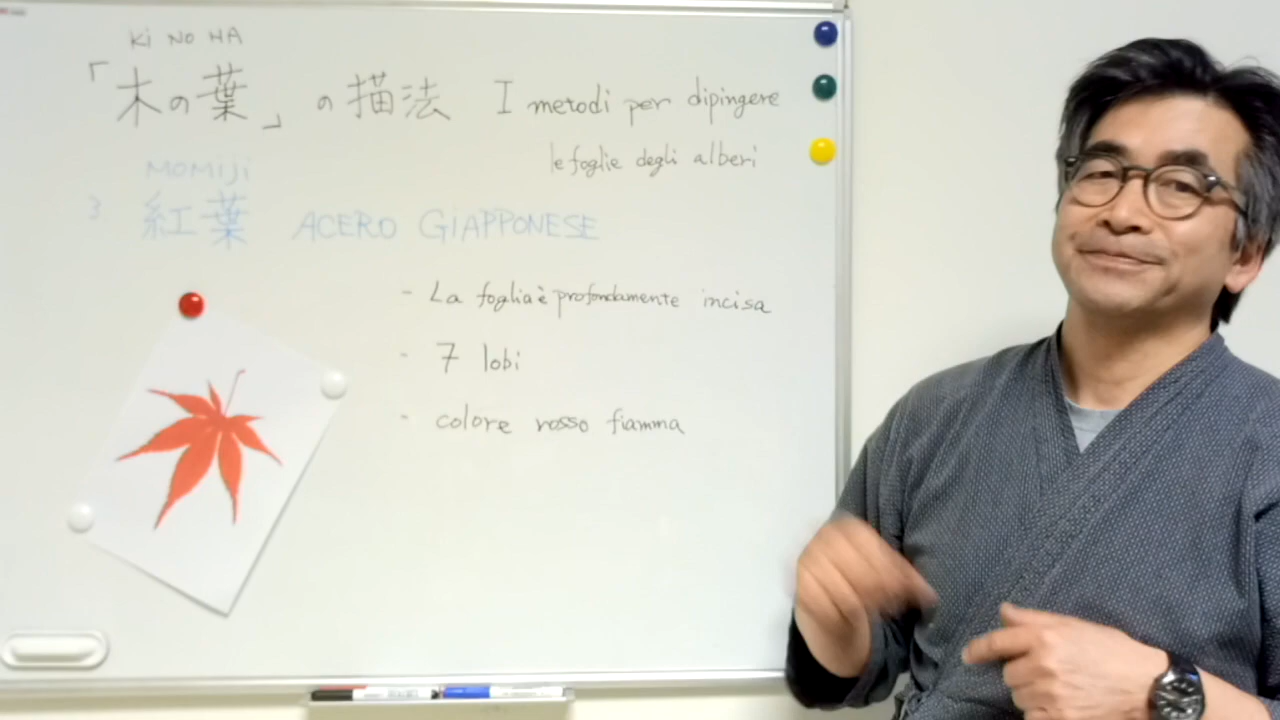 KI NO HA
「木の葉」の描法 I metodi per dipingere
le foglie degli alberi
MOMIJI
3 紅葉 ACERO GIAPPONESE
- La foglia è profondamente incisa
- 7 lobi
- colore rosso fiamma